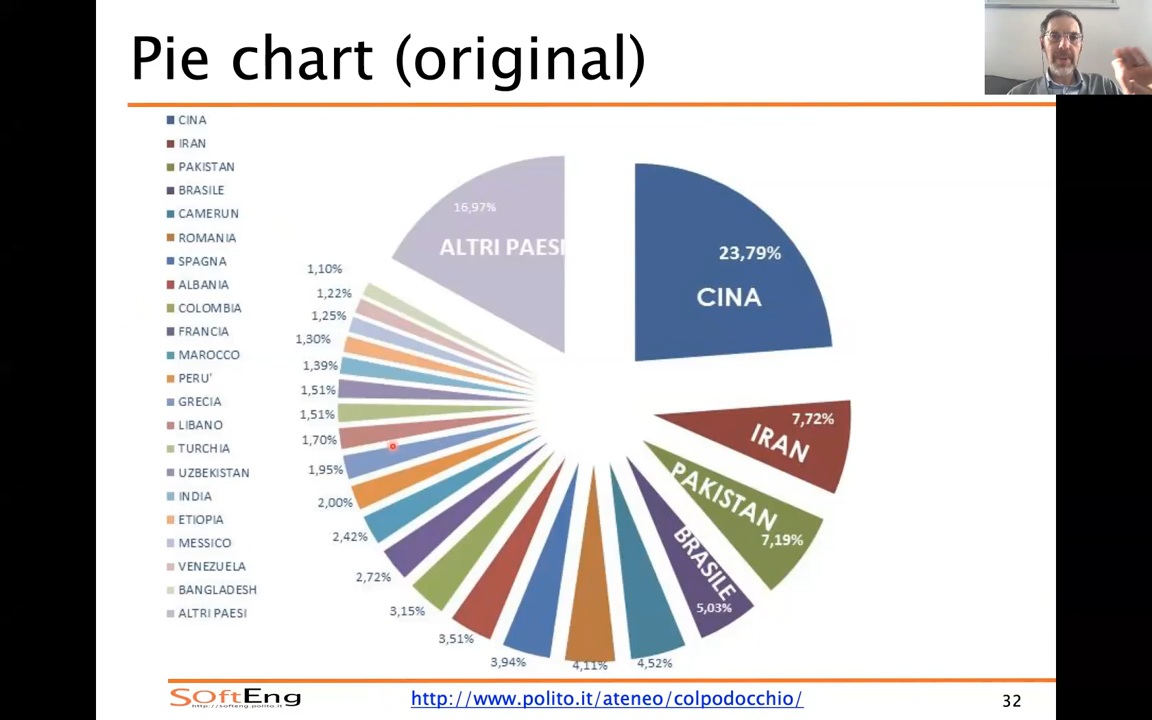 Pie chart (original)
CINA
IRAN
PAKISTAN
BRASILE
CAMERUN
ROMANIA
SPAGNA
ALBANIA
COLOMBIA
FRANCIA
MAROCCO
PERU'
GRECIA
LIBANO
TURCHIA
UZBEKISTAN
INDIA
ETIOPIA
MESSICO
VENEZUELA
BANGLADESH
ALTRI PAESI
23,79%
CINA
7,72%
IRAN
PAKISTAN
7,19%
BRASILE
5,03%
4,52%
4,11%
3,94%
3,51%
3,15%
2,72%
2,42%
2,00%
1,95%
1,70%
1,51%
1,51%
1,39%
1,30%
1,25%
1,22%
1,10%
16,97%
ALTRI PAESI
SOftEng
http://softeng.polito.it
http://www.polito.it/ateneo/colpodocchio/
32